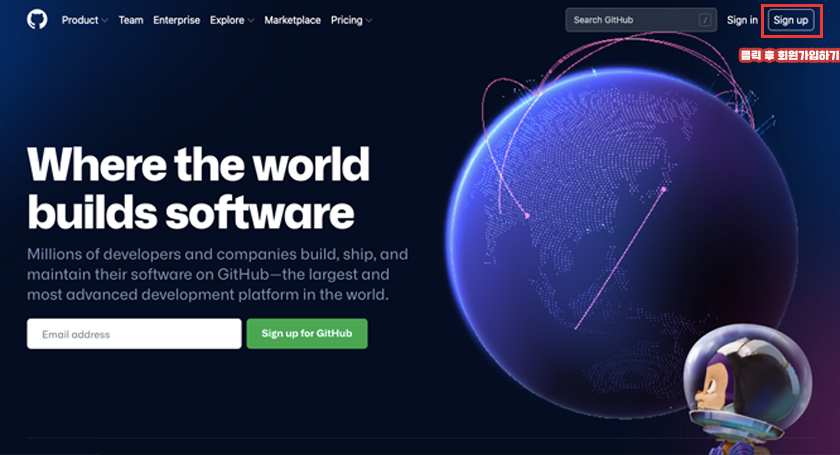 Product Team Enterprise Explore Marketplace Pricing Search GitHub / Sign in Sign up
클릭 후 회원가입하기
Where the world
builds software
Millions of developers and companies build, ship, and
maintain their software on GitHub—the largest and
most advanced development platform in the world.
Email address Sign up for GitHub